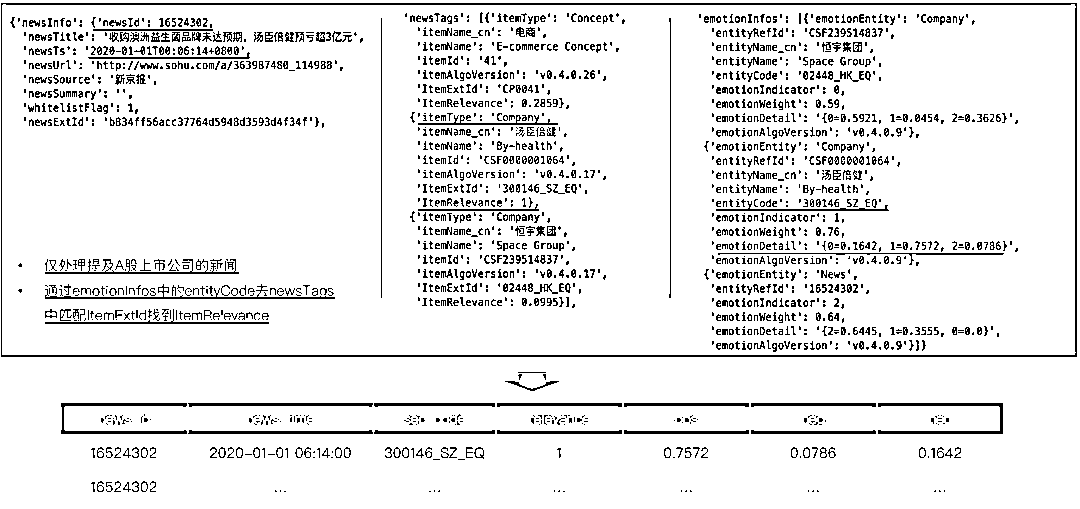 {'newsInfo': {'newsId': 16524302,
'newsTitle': '收购澳洲益生菌品牌未达预期，汤臣倍健预亏超3亿元',
'newsTs': '2020-01-01T00:06:14+0800',
'newsUrl': 'http://www.sohu.com/a/363987480_114988',
'newsSource': '新京报',
'newsSummary': '',
'whitelistFlag': 1,
'newsExtId': 'b834ff56acc37764d5948d3593d4f34f'},
• 仅处理提及A股上市公司的新闻
• 通过emotionInfos中的entityCode去newsTags
中匹配ItemExtId找到ItemRelevance
'newsTags': [{'itemType': 'Concept',
'itemName_cn': '电商',
'itemName': 'E-commerce Concept',
'itemId': '41',
'itemAlgoVersion': 'v0.4.0.26',
'ItemExtId': 'CP0041',
'ItemRelevance': 0.2859},
{'itemType': 'Company',
'itemName_cn': '汤臣倍健',
'itemName': 'By-health',
'itemId': 'CSF0000001064',
'itemAlgoVersion': 'v0.4.0.17',
'ItemExtId': '300146_SZ_EQ',
'ItemRelevance': 1},
{'itemType': 'Company',
'itemName_cn': '恒宇集团',
'itemName': 'Space Group',
'itemId': 'CSF239514837',
'itemAlgoVersion': 'v0.4.0.17',
'ItemExtId': '02448_HK_EQ',
'ItemRelevance': 0.0995}],
'emotionInfos': [{'emotionEntity': 'Company',
'entityRefId': 'CSF239514837',
'entityName_cn': '恒宇集团',
'entityName': 'Space Group',
'entityCode': '02448_HK_EQ',
'emotionIndicator': 0,
'emotionWeight': 0.59,
'emotionDetail': '{0=0.5921, 1=0.0454, 2=0.3626}',
'emotionAlgoVersion': 'v0.4.0.9'},
{'emotionEntity': 'Company',
'entityRefId': 'CSF0000001064',
'entityName_cn': '汤臣倍健',
'entityName': 'By-health',
'entityCode': '300146_SZ_EQ',
'emotionIndicator': 1,
'emotionWeight': 0.76,
'emotionDetail': '{0=0.1642, 1=0.7572, 2=0.0786}',
'emotionAlgoVersion': 'v0.4.0.9'},
{'emotionEntity': 'News',
'entityRefId': '16524302',
'emotionIndicator': 2,
'emotionWeight': 0.64,
'emotionDetail': '{2=0.6445, 1=0.3555, 0=0.0}',
'emotionAlgoVersion': 'v0.4.0.9'}]}
relevance
16524302 2020-01-01 06:14:00 300146_SZ_EQ 1 0.7572 0.0786 0.1642
16524302 ... ... ... ... ... ...